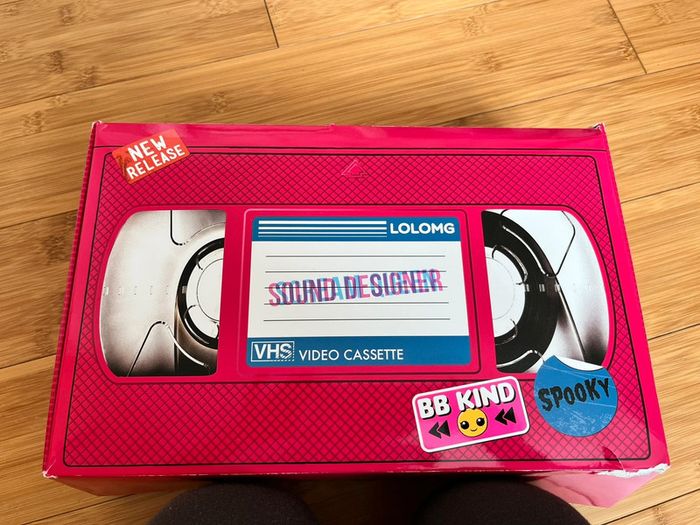 NEW
RELEASE
LOLOMG
SOUND DESIGNER
VHS VIDEO CASSETTE
BB KIND
SPOOKY